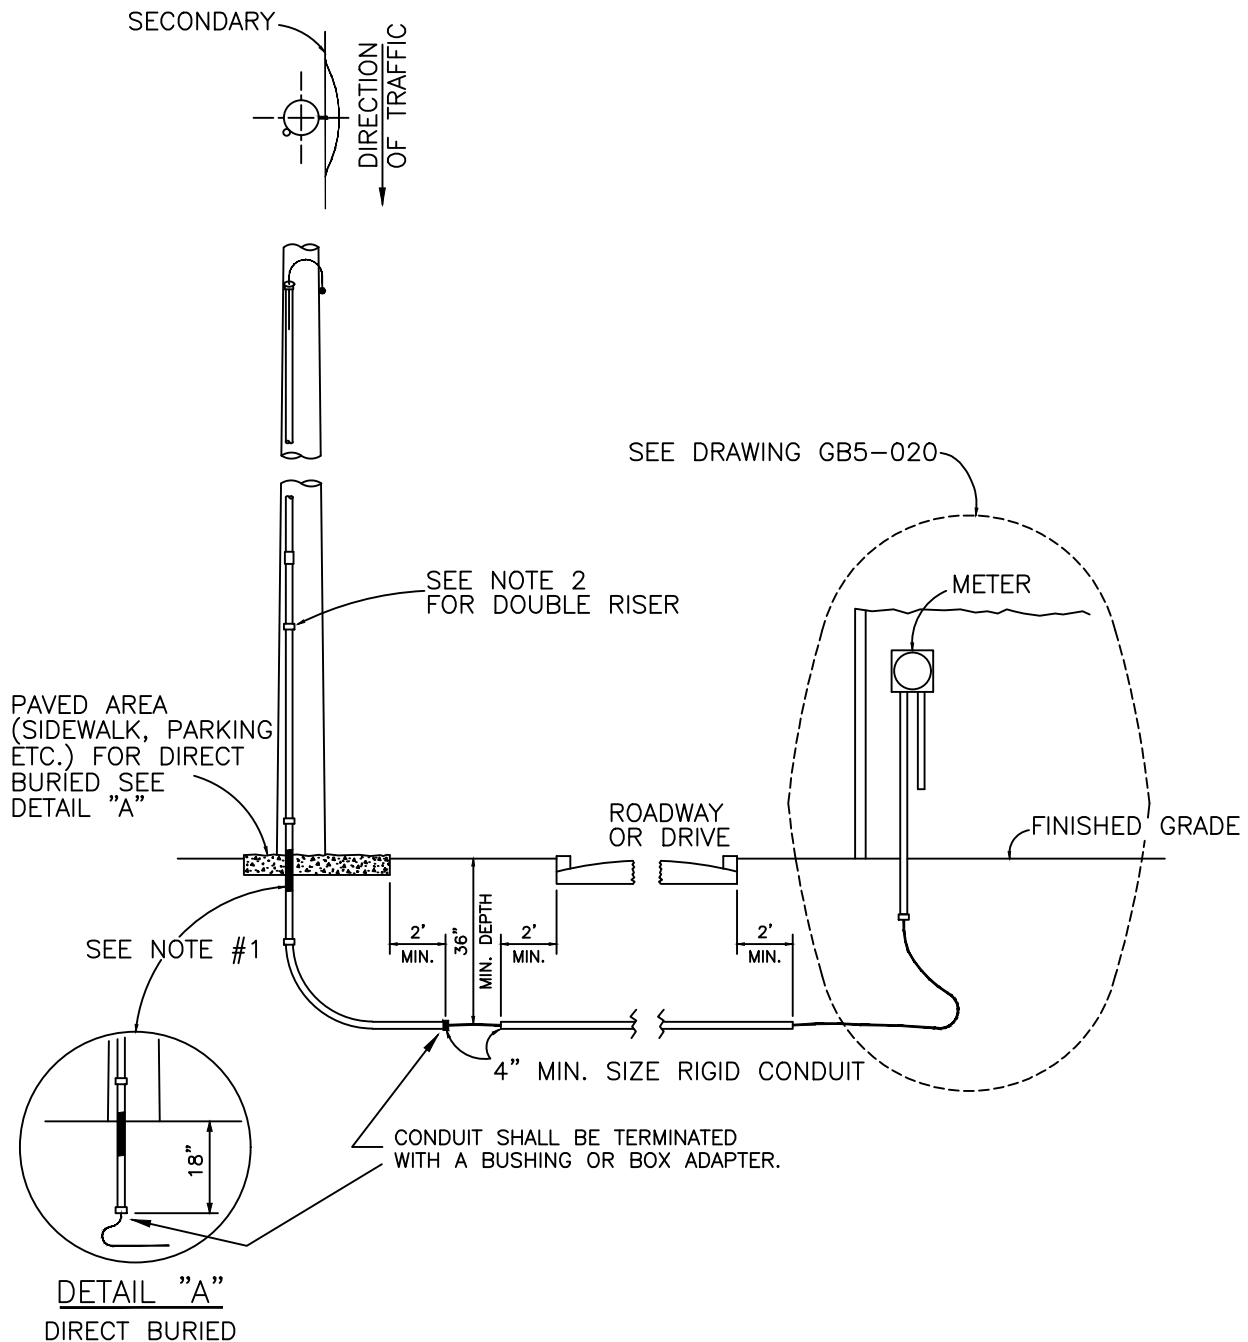 SECONDARY
DIRECTION
OF TRAFFIC
SEE DRAWING GB5-020
METER
SEE NOTE 2
FOR DOUBLE RISER
PAVED AREA
(SIDEWALK, PARKING
ETC.) FOR DIRECT
BURIED SEE
DETAIL "A"
ROADWAY
OR DRIVE
FINISHED GRADE
SEE NOTE #1
2'
MIN.
36"
MIN. DEPTH
2'
MIN.
2'
MIN.
4" MIN. SIZE RIGID CONDUIT
CONDUIT SHALL BE TERMINATED
WITH A BUSHING OR BOX ADAPTER.
18"
DETAIL "A"
DIRECT BURIED